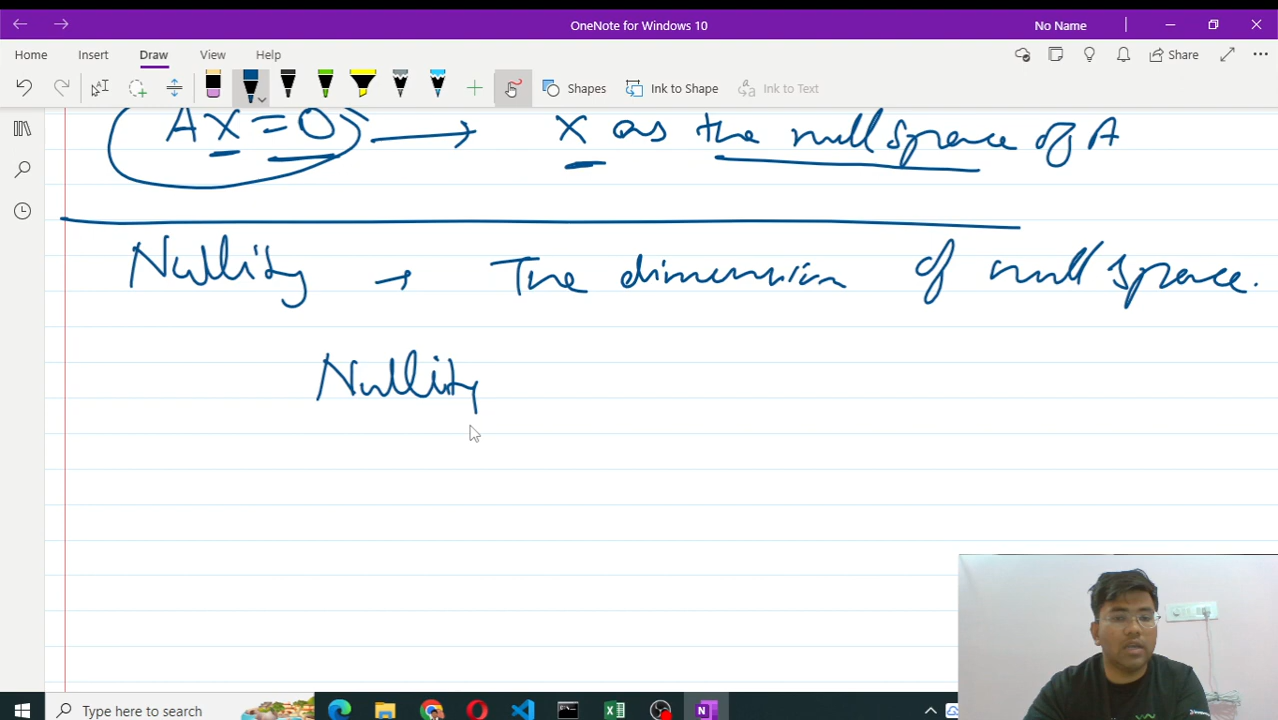 OneNote for Windows 10
No Name
Home Insert Draw View Help
Share
Shapes Ink to Shape Ink to Text
AX = 0 → X as the null space of A
Nullity → The dimension of null space.
Nullity
Type here to search